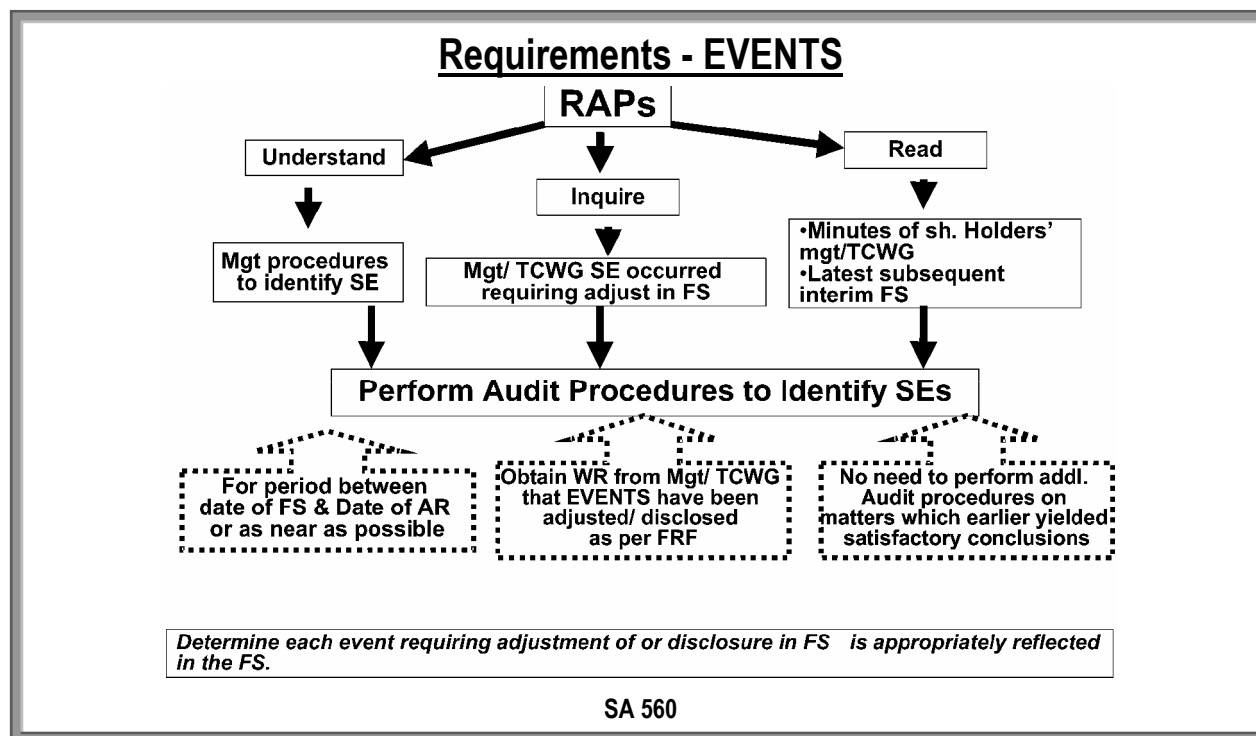 Requirements - EVENTS
RAPs
Understand
Inquire
Read
Mgt procedures
to identify SE
Mgt/ TCWG SE occurred
requiring adjust in FS
•Minutes of sh. Holders'
mgt/TCWG
•Latest subsequent
interim FS
Perform Audit Procedures to Identify SEs
For period between
date of FS & Date of AR
or as near as possible
Obtain WR from Mgt/ TCWG
that EVENTS have been
adjusted/ disclosed
as per FRF
No need to perform addl.
Audit procedures on
matters which earlier yielded
satisfactory conclusions
Determine each event requiring adjustment of or disclosure in FS is appropriately reflected
in the FS.
SA 560